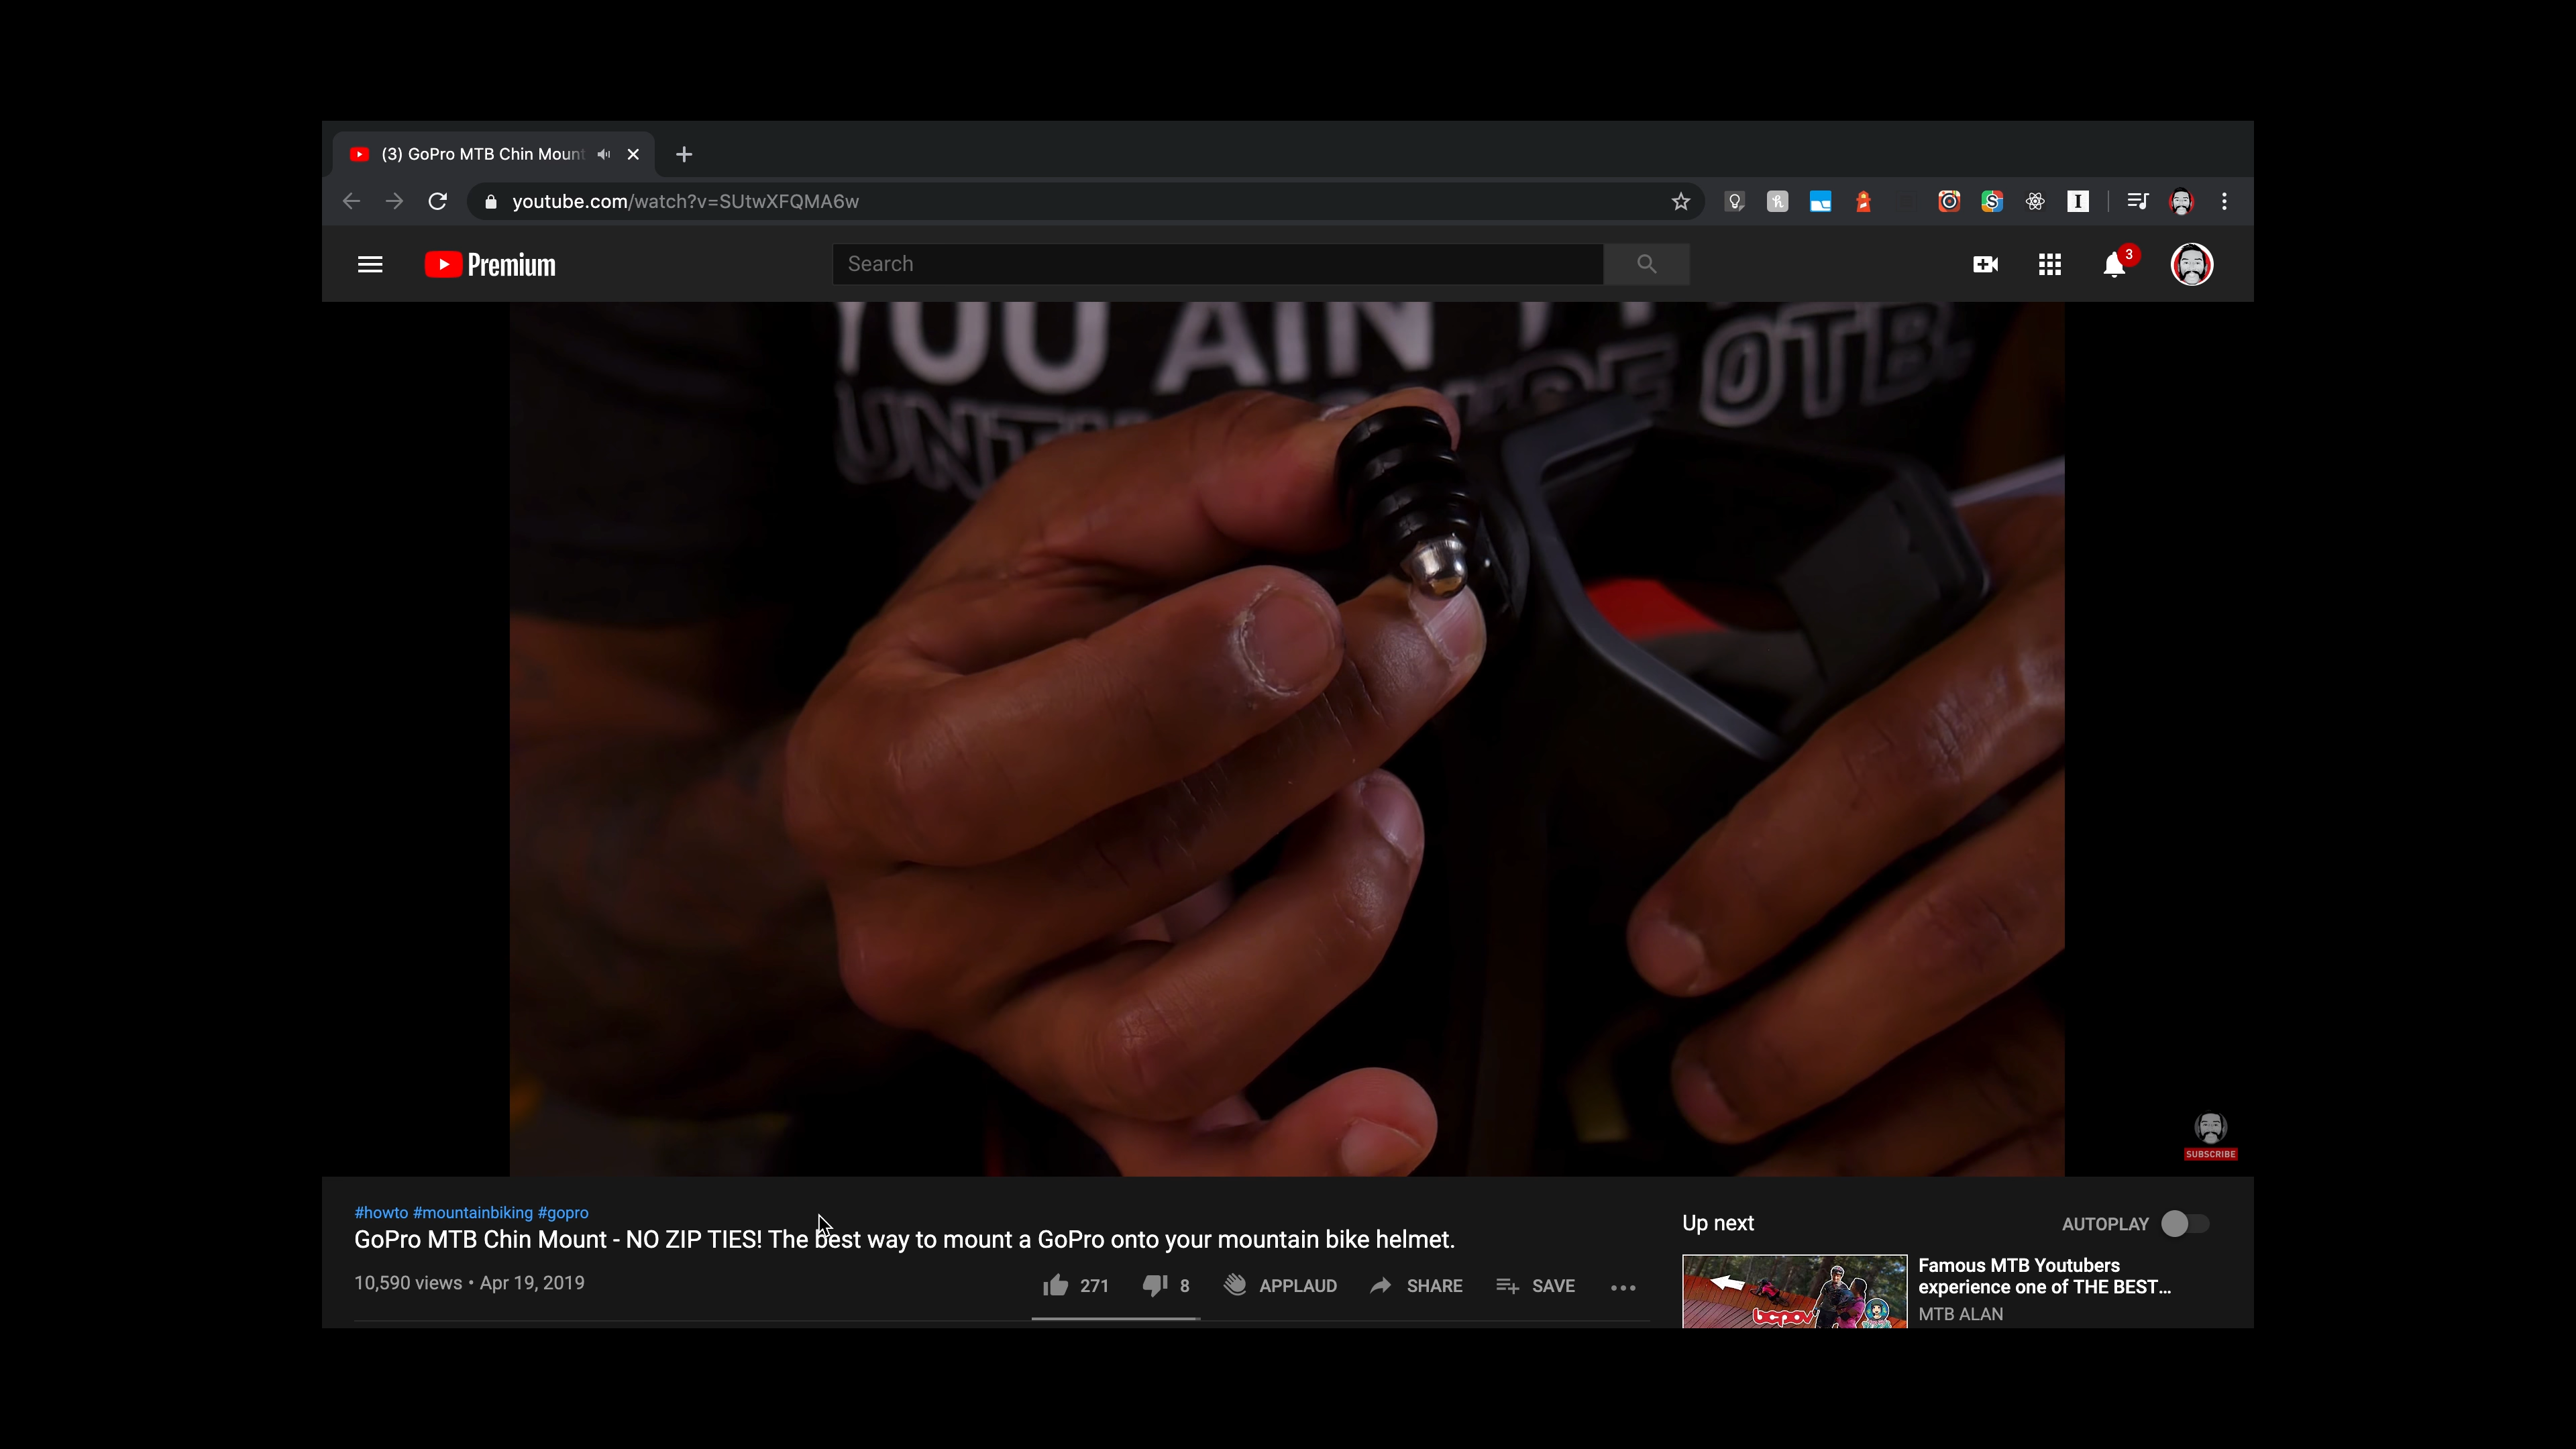 (3) GoPro MTB Chin Mount
youtube.com/watch?v=SUtwXFQMA6w
Premium
Search
3
YOU AIN'T
OTB.
SUBSCRIBE
#howto #mountainbiking #gopro
GoPro MTB Chin Mount - NO ZIP TIES! The best way to mount a GoPro onto your mountain bike helmet.
10,590 views • Apr 19, 2019
271
8
APPLAUD
SHARE
SAVE
Up next
AUTOPLAY
Famous MTB Youtubers
experience one of THE BEST...
MTB ALAN
bcpov